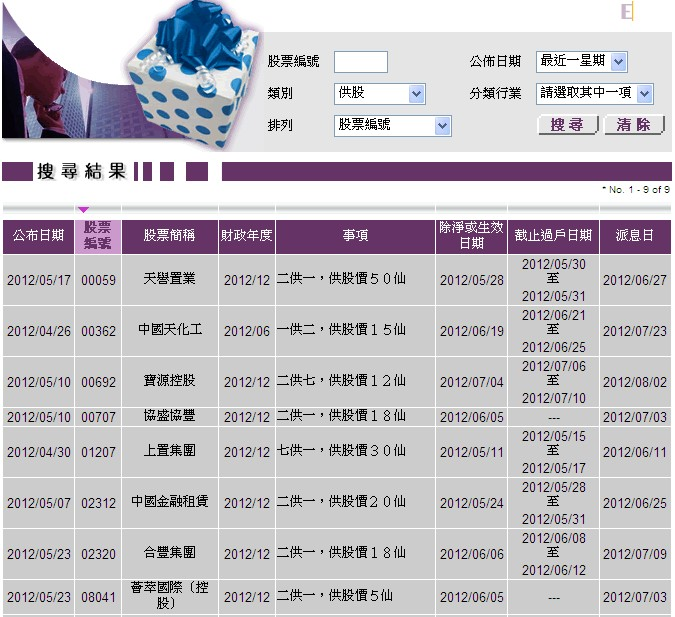 E
股票編號 公佈日期 最近一星期
類別 供股 分類行業 請選取其中一項
排列 股票編號 搜尋 清除
搜尋結果
* No. 1 - 9 of 9
公布日期 股票編號 股票簡稱 財政年度 事項 除淨或生效日期 截止過戶日期 派息日
2012/05/17 00059 天譽置業 2012/12 二供一，供股價５０仙 2012/05/28 2012/05/30 至 2012/05/31 2012/06/27
2012/04/26 00362 中國天化工 2012/06 一供二，供股價１５仙 2012/06/19 2012/06/21 至 2012/06/25 2012/07/23
2012/05/10 00692 寶源控股 2012/12 二供七，供股價１２仙 2012/07/04 2012/07/06 至 2012/07/10 2012/08/02
2012/05/10 00707 協盛協豐 2012/12 二供一，供股價１８仙 2012/06/05 --- 2012/07/03
2012/04/30 01207 上置集團 2012/12 七供一，供股價３０仙 2012/05/11 2012/05/15 至 2012/05/17 2012/06/11
2012/05/07 02312 中國金融租賃 2012/12 二供一，供股價２０仙 2012/05/24 2012/05/28 至 2012/05/31 2012/06/25
2012/05/23 02320 合豐集團 2012/12 二供一，供股價１８仙 2012/06/06 2012/06/08 至 2012/06/12 2012/07/09
2012/05/23 08041 薈萃國際〔控股〕 2012/12 二供一，供股價５仙 2012/06/05 --- 2012/07/03